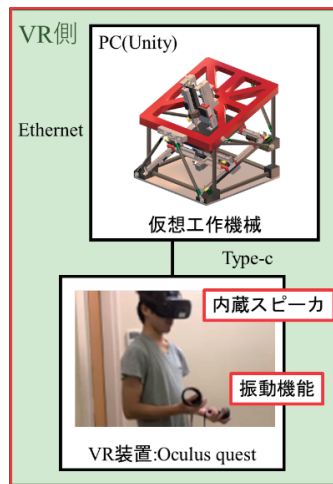 VR側
PC(Unity)
Ethernet
仮想工作機械
Type-c
内蔵スピーカ
振動機能
VR装置:Oculus quest